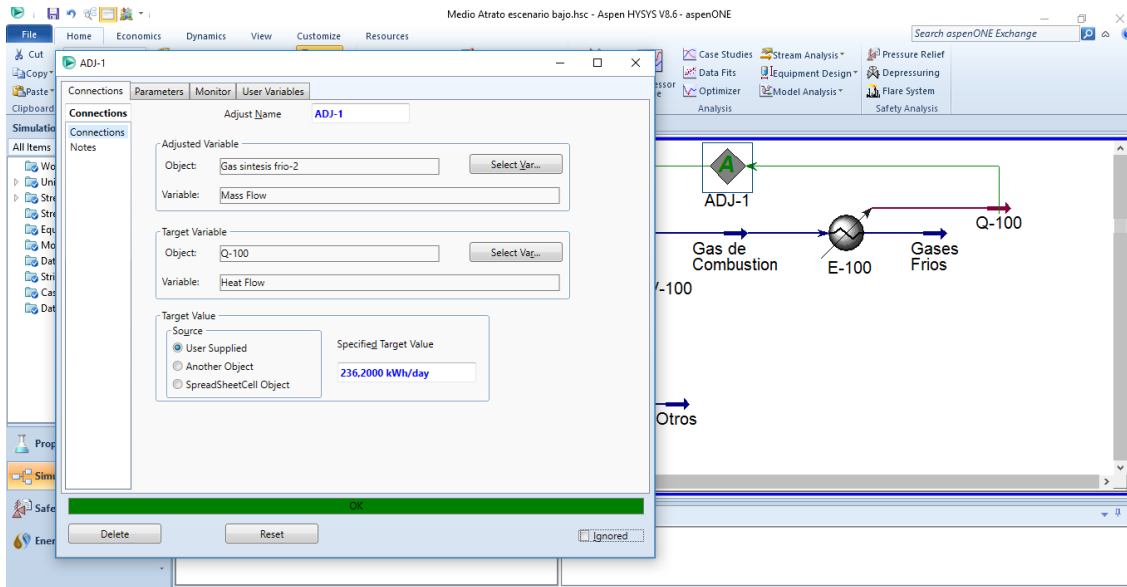 Medio Atrato escenario bajo.hsc - Aspen HYSYS V8.6 - aspenONE
File Home Economics Dynamics View Customize Resources
Search aspenONE Exchange
Cut
Copy
Paste
Clipboard
Case Studies Stream Analysis Pressure Relief
Data Fits Equipment Design Depressuring
Optimizer Model Analysis Flare System
Analysis Safety Analysis
ADJ-1
Connections Parameters Monitor User Variables
Connections
Connections
Notes
Adjust Name ADJ-1
Adjusted Variable
Object: Gas sintesis frio-2 Select Var...
Variable: Mass Flow
Target Variable
Object: Q-100 Select Var...
Variable: Heat Flow
Target Value
Source
User Supplied
Another Object
SpreadSheetCell Object
Specified Target Value
236,2000 kWh/day
OK
Delete Reset Ignored
All Items
A
ADJ-1
Q-100
Gas de
Combustion
E-100
Gases
Frios
-100
Otros